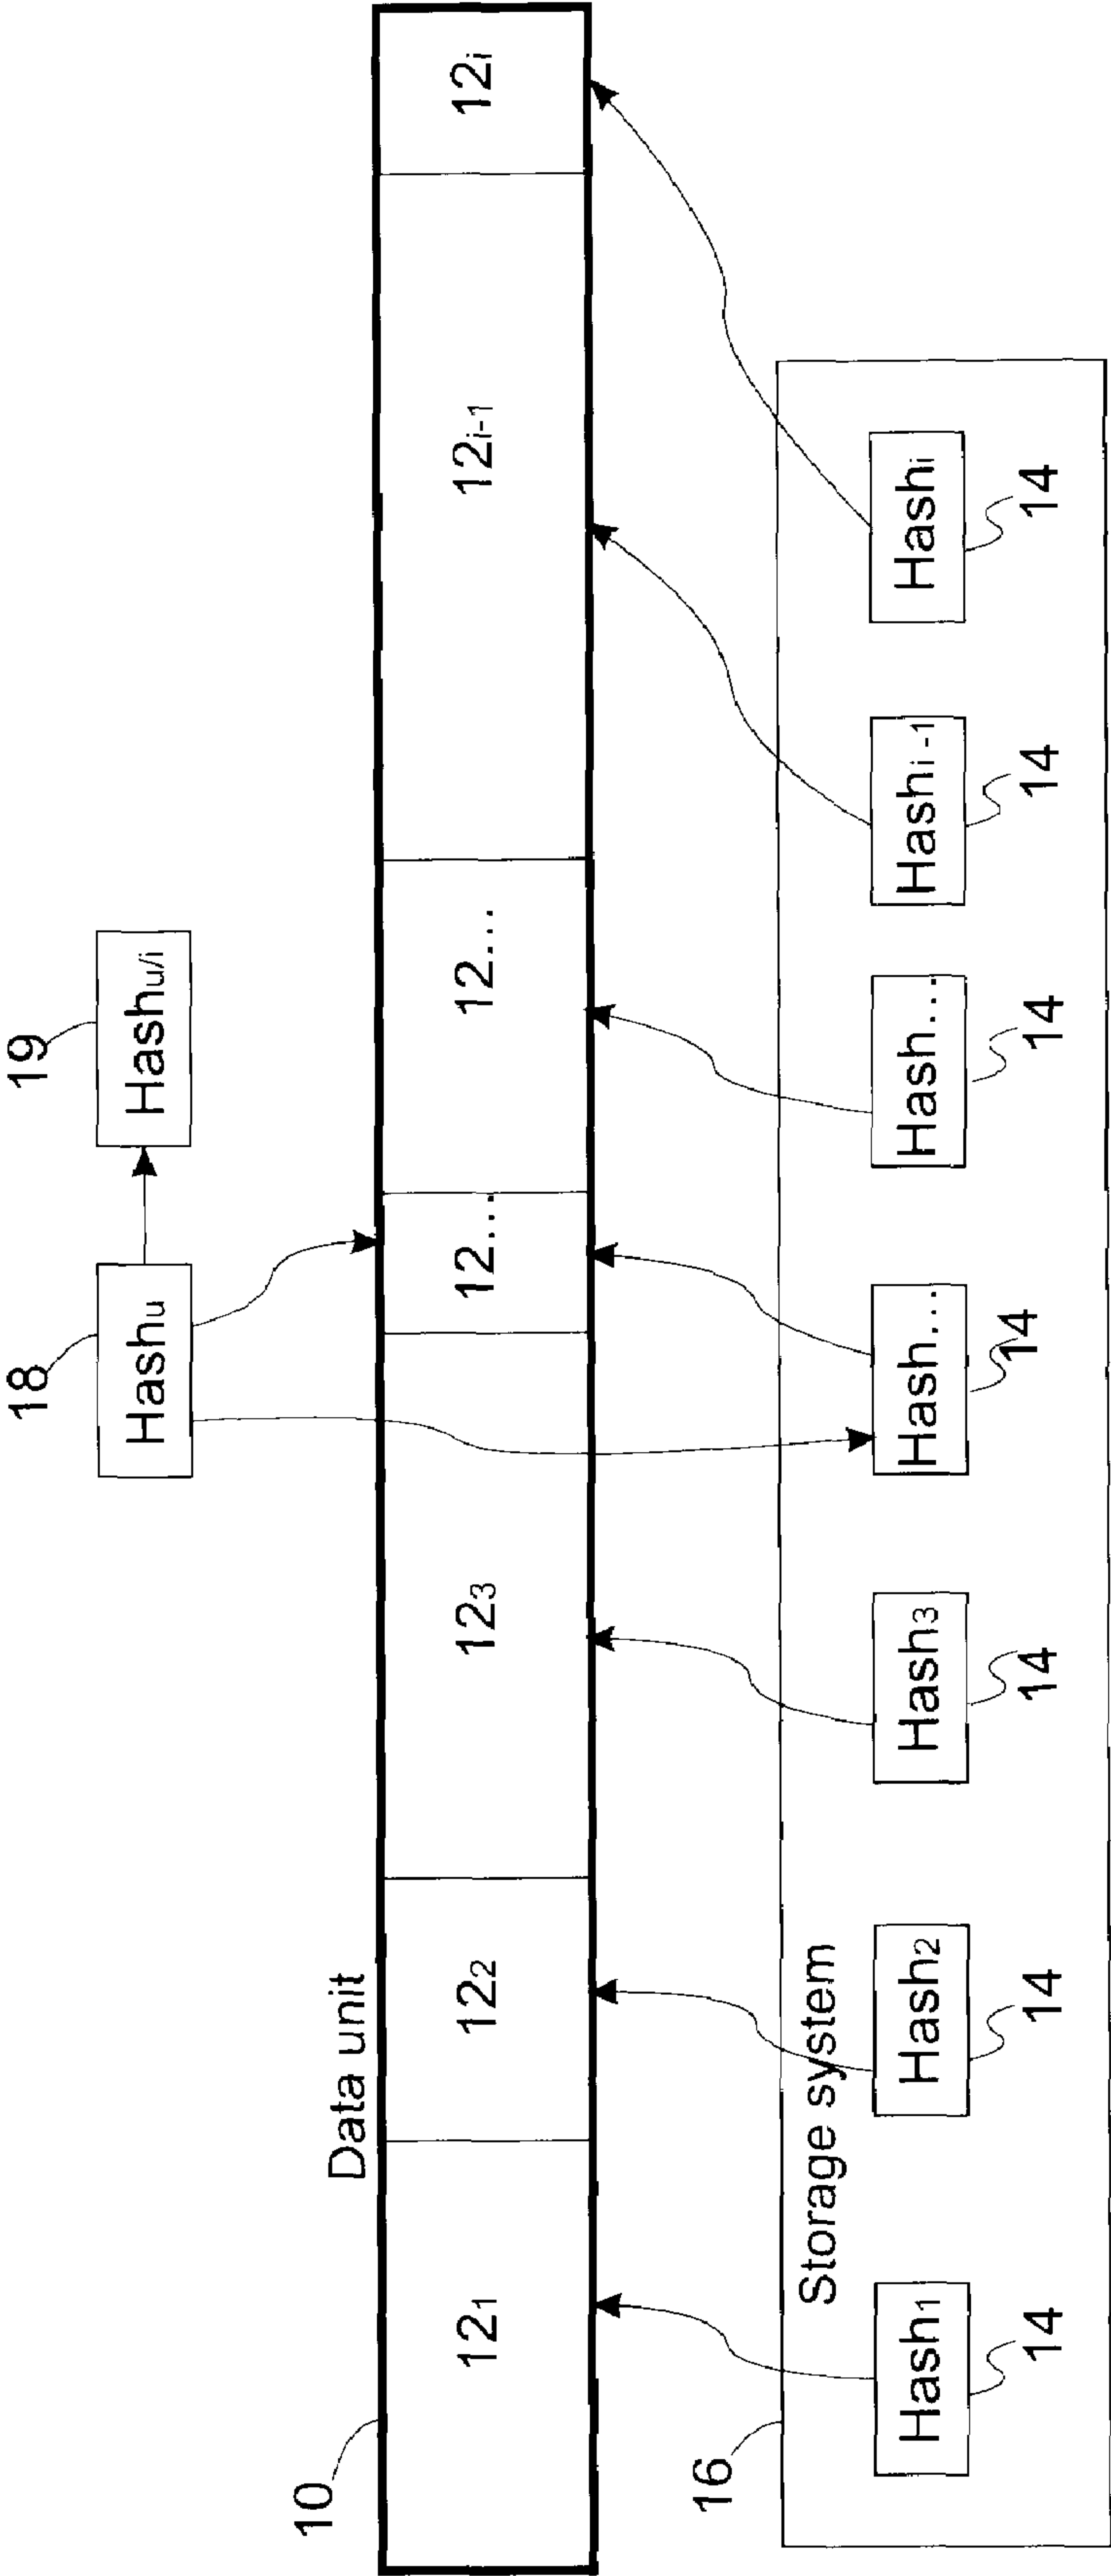 18 19
Hashu Hashu/i
10 Data unit
12₁ 12₂ 12₃ 12... 12... 12i-1 12i
16 Storage system
Hash₁ Hash₂ Hash₃ Hash... Hash... Hashi -1 Hashi
14 14 14 14 14 14 14